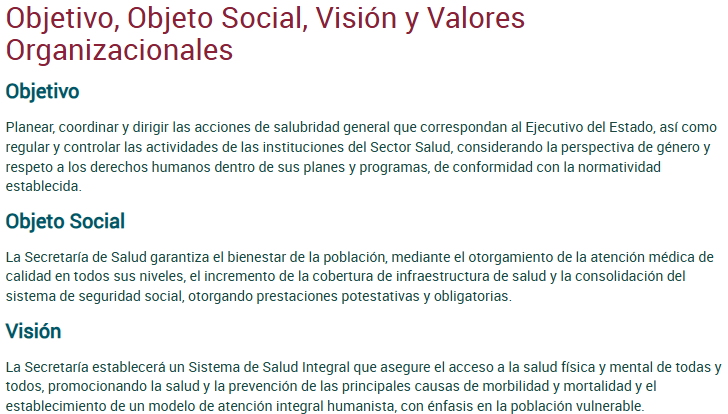 Objetivo, Objeto Social, Visión y Valores
Organizacionales
Objetivo
Planear, coordinar y dirigir las acciones de salubridad general que correspondan al Ejecutivo del Estado, así como
regular y controlar las actividades de las instituciones del Sector Salud, considerando la perspectiva de género y
respeto a los derechos humanos dentro de sus planes y programas, de conformidad con la normatividad
establecida.
Objeto Social
La Secretaría de Salud garantiza el bienestar de la población, mediante el otorgamiento de la atención médica de
calidad en todos sus niveles, el incremento de la cobertura de infraestructura de salud y la consolidación del
sistema de seguridad social, otorgando prestaciones potestativas y obligatorias.
Visión
La Secretaría establecerá un Sistema de Salud Integral que asegure el acceso a la salud física y mental de todas y
todos, promocionando la salud y la prevención de las principales causas de morbilidad y mortalidad y el
establecimiento de un modelo de atención integral humanista, con énfasis en la población vulnerable.